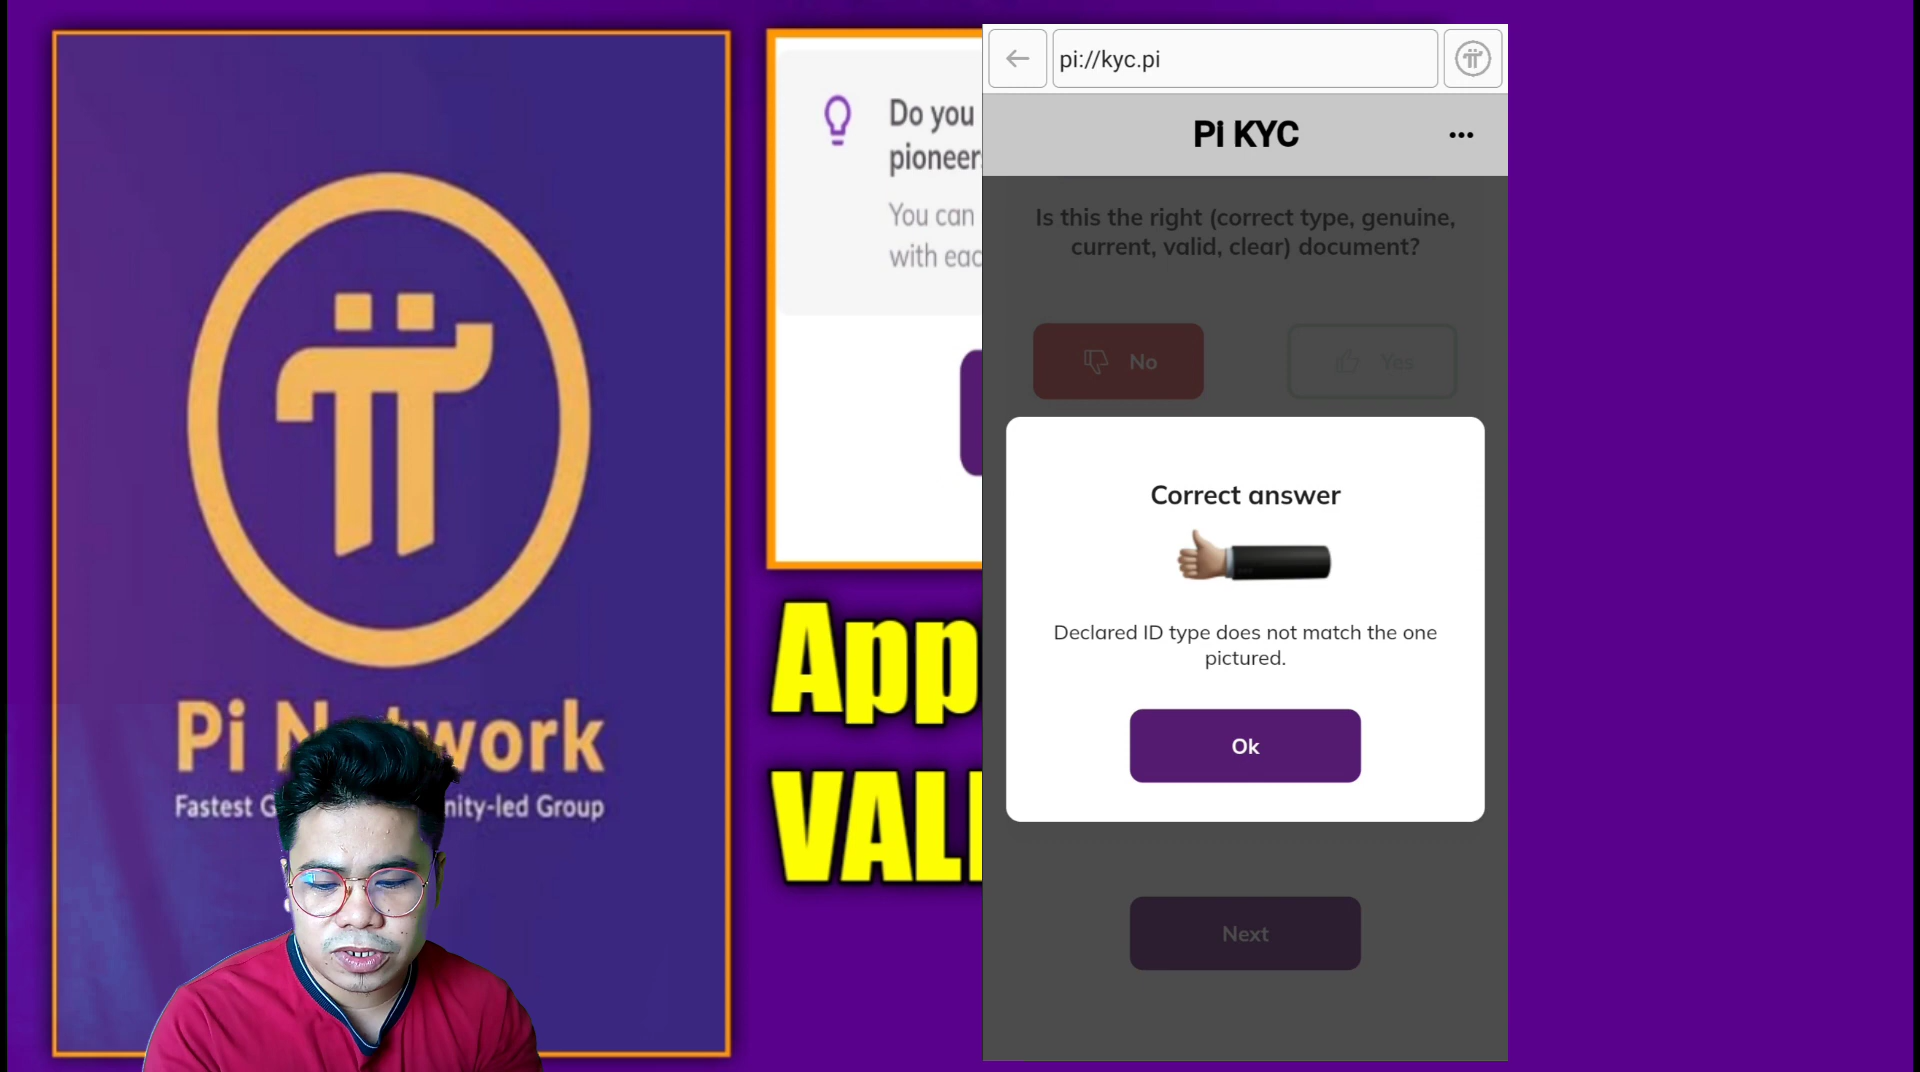 Pi Network
Fastest G nity-led Group
Do you
pioneer
You can
with eac
App
VALI
pi://kyc.pi
Pi KYC
Is this the right (correct type, genuine,
current, valid, clear) document?
No
Yes
Correct answer
Declared ID type does not match the one
pictured.
Ok
Next